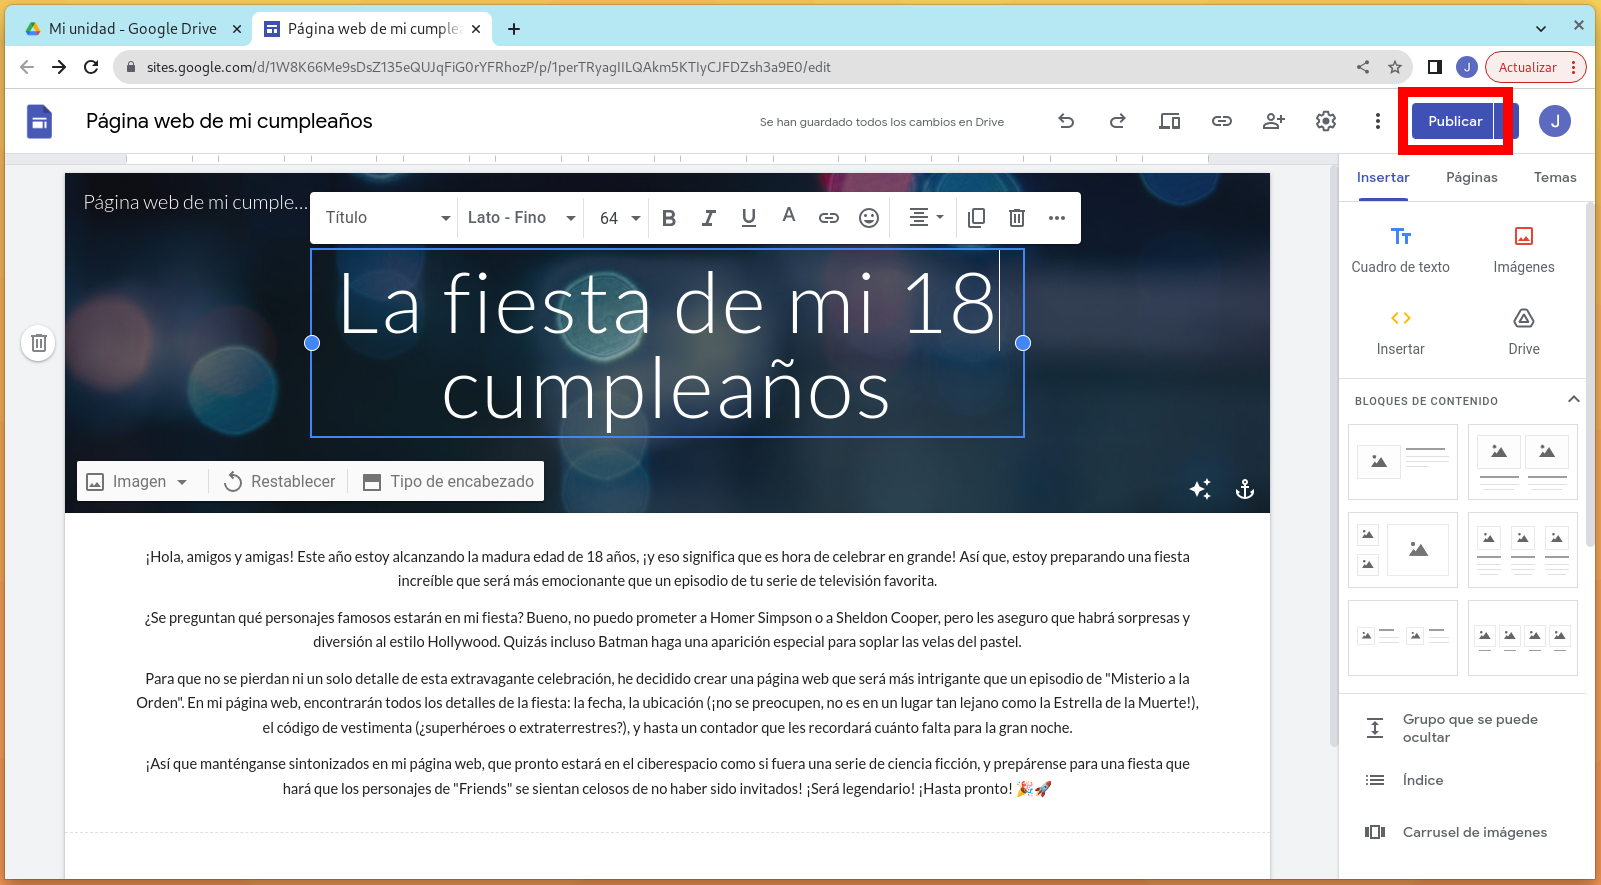 Mi unidad - Google Drive
Página web de mi cumplea
sites.google.com/d/1W8K66Me9sDsZ135eQUJqFiG0rYFRhozP/p/1perTRyagIILQAkm5KTIyCJFDZsh3a9E0/edit
J
Actualizar
Página web de mi cumpleaños
Se han guardado todos los cambios en Drive
Publicar
J
Insertar
Páginas
Temas
Página web de mi cumple...
Título
Lato - Fino
64
B
I
U
A
La fiesta de mi 18
cumpleaños
Imagen
Restablecer
Tipo de encabezado
¡Hola, amigos y amigas! Este año estoy alcanzando la madura edad de 18 años, ¡y eso significa que es hora de celebrar en grande! Así que, estoy preparando una fiesta
increíble que será más emocionante que un episodio de tu serie de televisión favorita.
¿Se preguntan qué personajes famosos estarán en mi fiesta? Bueno, no puedo prometer a Homer Simpson o a Sheldon Cooper, pero les aseguro que habrá sorpresas y
diversión al estilo Hollywood. Quizás incluso Batman haga una aparición especial para soplar las velas del pastel.
Para que no se pierdan ni un solo detalle de esta extravagante celebración, he decidido crear una página web que será más intrigante que un episodio de "Misterio a la
Orden". En mi página web, encontrarán todos los detalles de la fiesta: la fecha, la ubicación (¡no se preocupen, no es en un lugar tan lejano como la Estrella de la Muerte!),
el código de vestimenta (¿superhéroes o extraterrestres?), y hasta un contador que les recordará cuánto falta para la gran noche.
¡Así que manténganse sintonizados en mi página web, que pronto estará en el ciberespacio como si fuera una serie de ciencia ficción, y prepárense para una fiesta que
hará que los personajes de "Friends" se sientan celosos de no haber sido invitados! ¡Será legendario! ¡Hasta pronto! 🎉🚀
Cuadro de texto
Imágenes
Insertar
Drive
BLOQUES DE CONTENIDO
Grupo que se puede
ocultar
Índice
Carrusel de imágenes